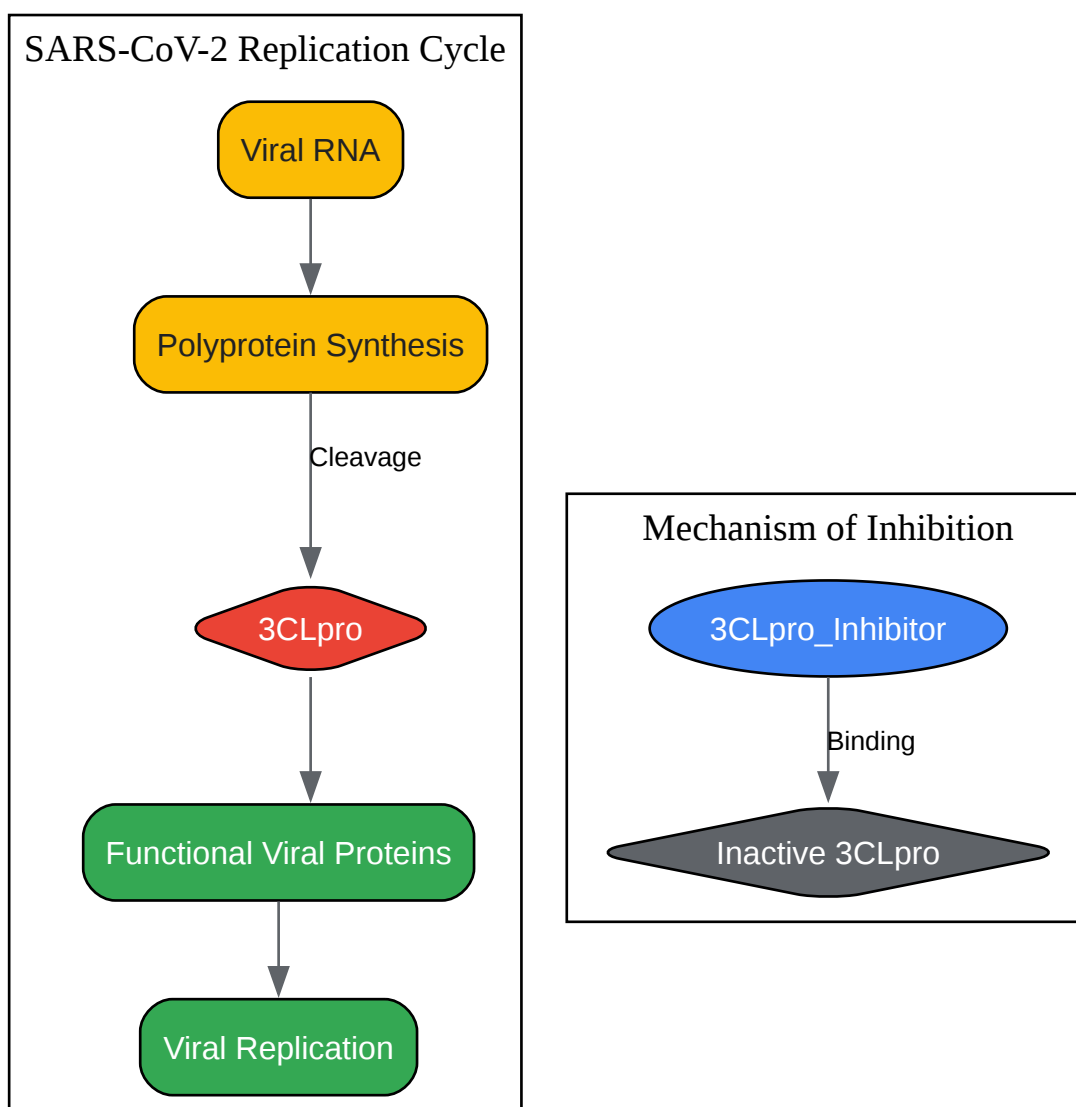 SARS-CoV-2 Replication Cycle
Viral RNA
Polyprotein Synthesis
Cleavage
3CLpro
Functional Viral Proteins
Viral Replication
Mechanism of Inhibition
3CLpro_Inhibitor
Binding
Inactive 3CLpro